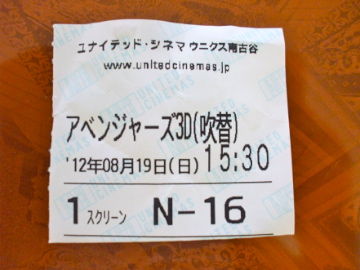 ユナイテッド・シネマ ウニクス南古谷
www.unitedcinemas.jp
アベンジャーズ3D(吹替)
'12年08月19日(日) 15:30
1 スクリーン N-16